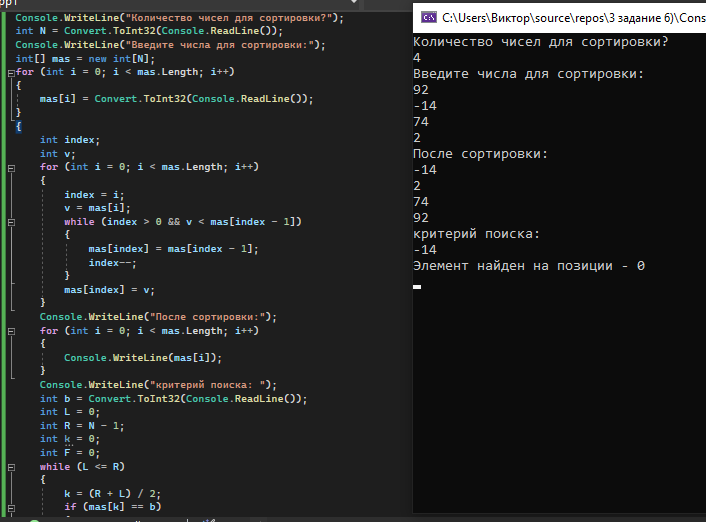 Console.WriteLine("Количество чисел для сортировки?");
int N = Convert.ToInt32(Console.ReadLine());
Console.WriteLine("Введите числа для сортировки:");
int[] mas = new int[N];
for (int i = 0; i < mas.Length; i++)
{
mas[i] = Convert.ToInt32(Console.ReadLine());
}
{
int index;
int v;
for (int i = 0; i < mas.Length; i++)
{
index = i;
v = mas[i];
while (index > 0 && v < mas[index - 1])
{
mas[index] = mas[index - 1];
index--;
}
mas[index] = v;
}
Console.WriteLine("После сортировки:");
for (int i = 0; i < mas.Length; i++)
{
Console.WriteLine(mas[i]);
}
Console.WriteLine("критерий поиска: ");
int b = Convert.ToInt32(Console.ReadLine());
int L = 0;
int R = N - 1;
int k = 0;
int F = 0;
while (L <= R)
{
k = (R + L) / 2;
if (mas[k] == b)
C:\Users\Виктор\source\repos\3 задание б)\Cons
Количество чисел для сортировки?
4
Введите числа для сортировки:
92
-14
74
2
После сортировки:
-14
2
74
92
критерий поиска:
-14
Элемент найден на позиции - 0